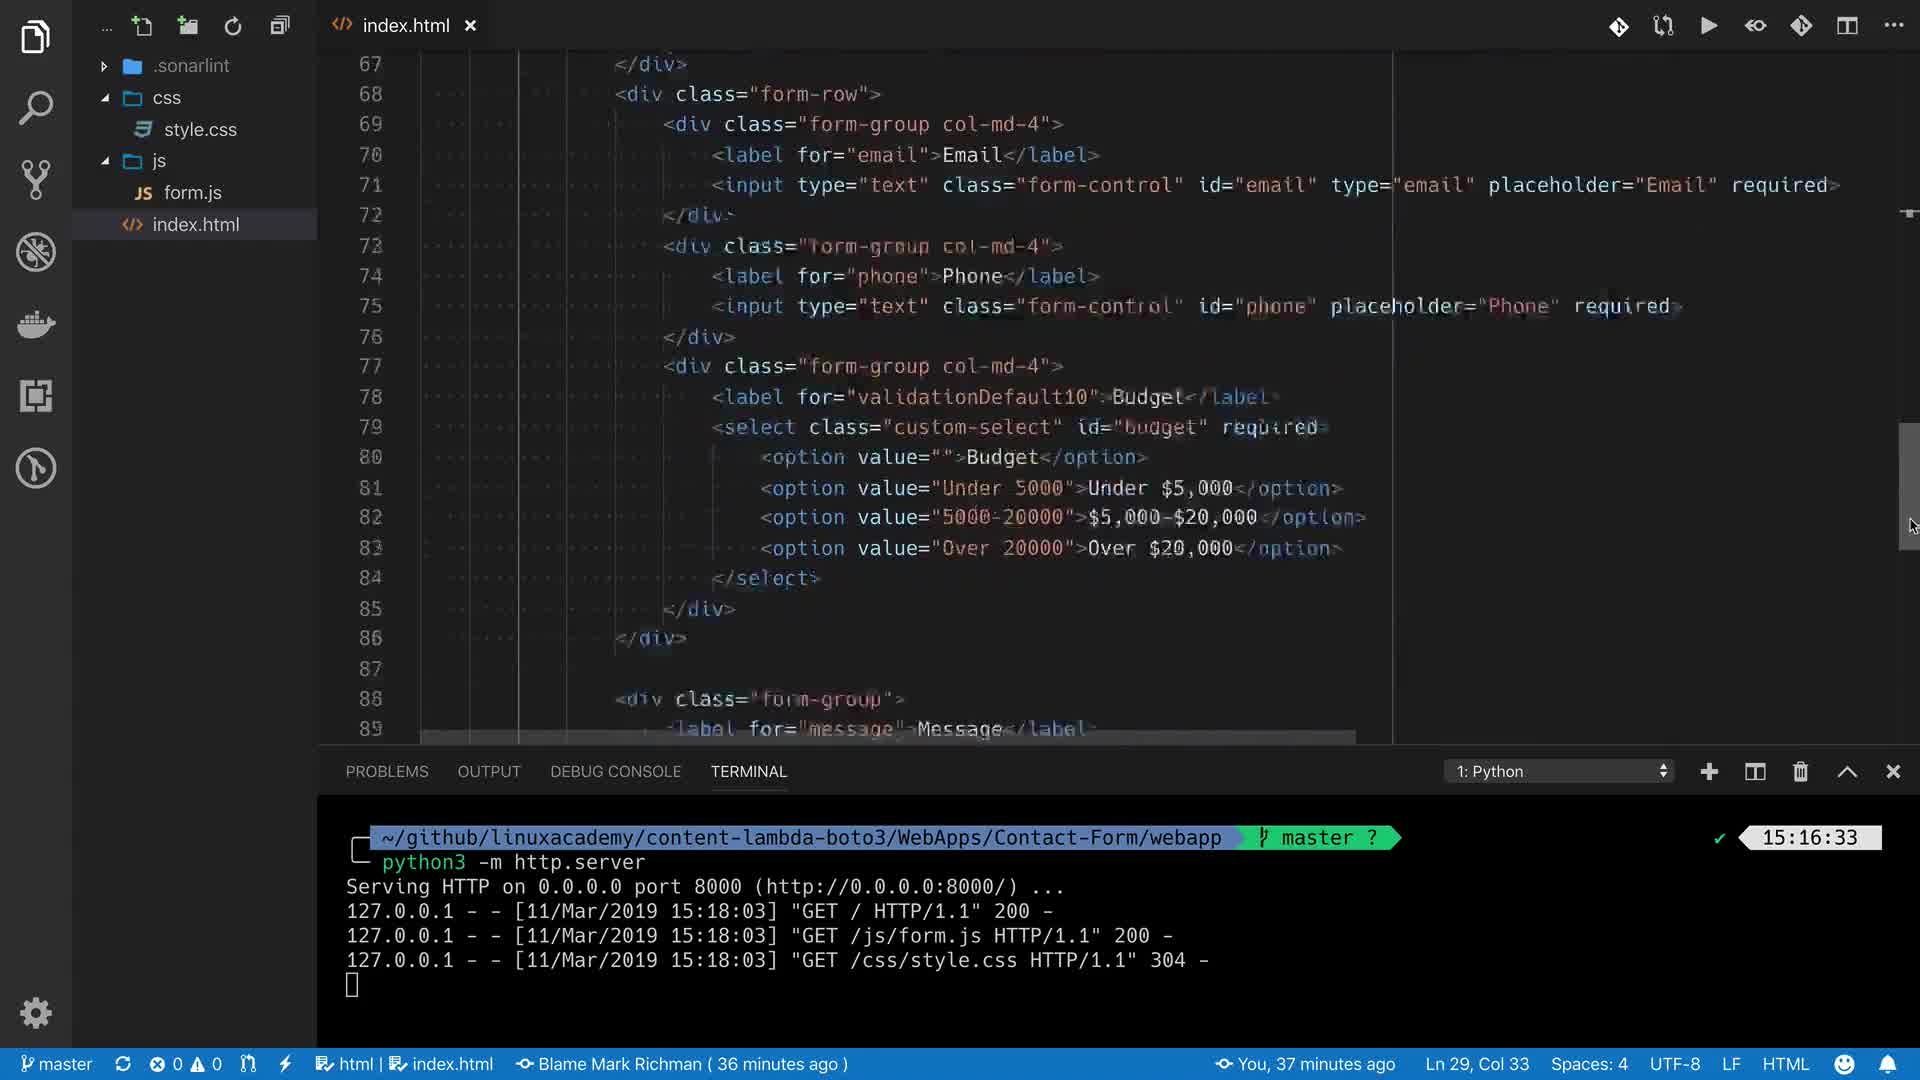 ...
index.html
.sonarlint
css
style.css
js
JS form.js
index.html
67 </div>
68 <div class="form-row">
69 <div class="form-group col-md-4">
70 <label for="email">Email</label>
71 <input type="text" class="form-control" id="email" type="email" placeholder="Email" required>
72 </div>
73 <div class="form-group col-md-4">
74 <label for="phone">Phone</label>
75 <input type="text" class="form-control" id="phone" placeholder="Phone" required>
76 </div>
77 <div class="form-group col-md-4">
78 <label for="validationDefault10">Budget</label>
79 <select class="custom-select" id="budget" required>
80 <option value="">Budget</option>
81 <option value="Under 5000">Under $5,000</option>
82 <option value="5000-20000">$5,000-$20,000</option>
83 <option value="Over 20000">Over $20,000</option>
84 </select>
85 </div>
86 </div>
87
88 <div class="form-group">
89 <label for="message">Message</label>
PROBLEMS OUTPUT DEBUG CONSOLE TERMINAL 1: Python
~/github/linuxacademy/content-lambda-boto3/WebApps/Contact-Form/webapp master ? ✔ 15:16:33
python3 -m http.server
Serving HTTP on 0.0.0.0 port 8000 (http://0.0.0.0:8000/) ...
127.0.0.1 - - [11/Mar/2019 15:18:03] "GET / HTTP/1.1" 200 -
127.0.0.1 - - [11/Mar/2019 15:18:03] "GET /js/form.js HTTP/1.1" 200 -
127.0.0.1 - - [11/Mar/2019 15:18:03] "GET /css/style.css HTTP/1.1" 304 -
master 0 0 html | index.html Blame Mark Richman ( 36 minutes ago ) You, 37 minutes ago Ln 29, Col 33 Spaces: 4 UTF-8 LF HTML